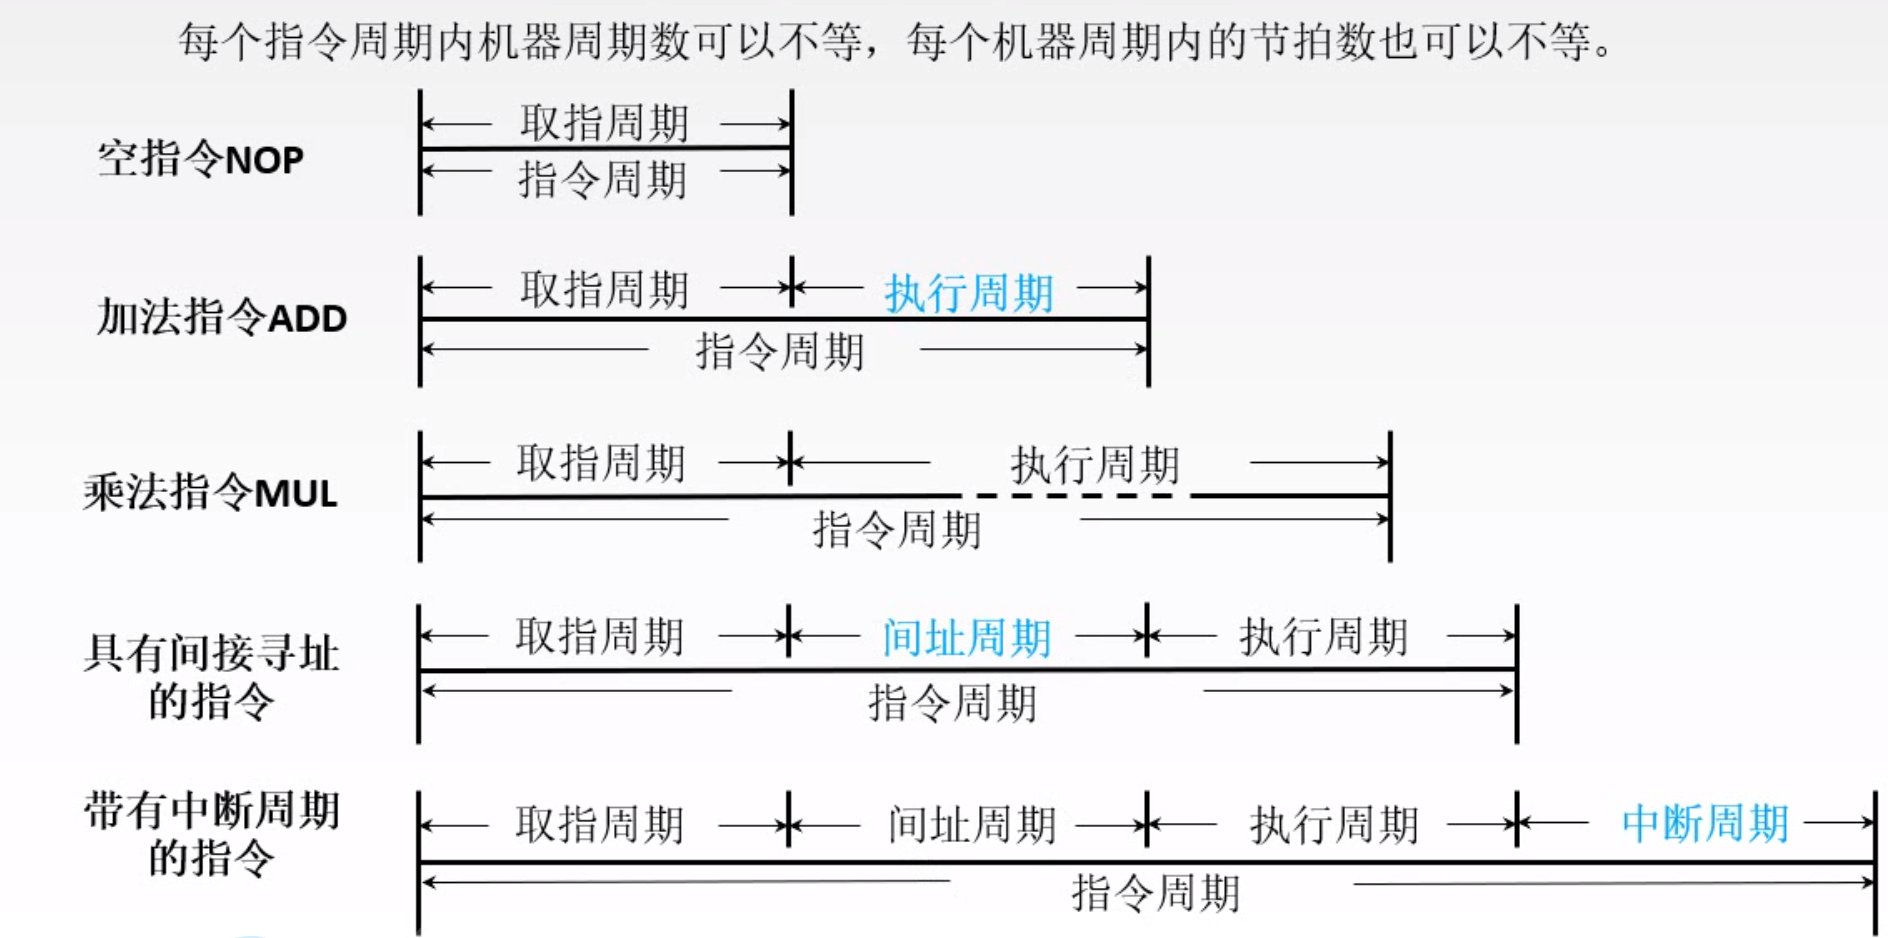 每个指令周期内机器周期数可以不等，每个机器周期内的节拍数也可以不等。
空指令NOP
取指周期
指令周期
加法指令ADD
取指周期 执行周期
指令周期
乘法指令MUL
取指周期 执行周期
指令周期
具有间接寻址
的指令
取指周期 间址周期 执行周期
指令周期
带有中断周期
的指令
取指周期 间址周期 执行周期 中断周期
指令周期